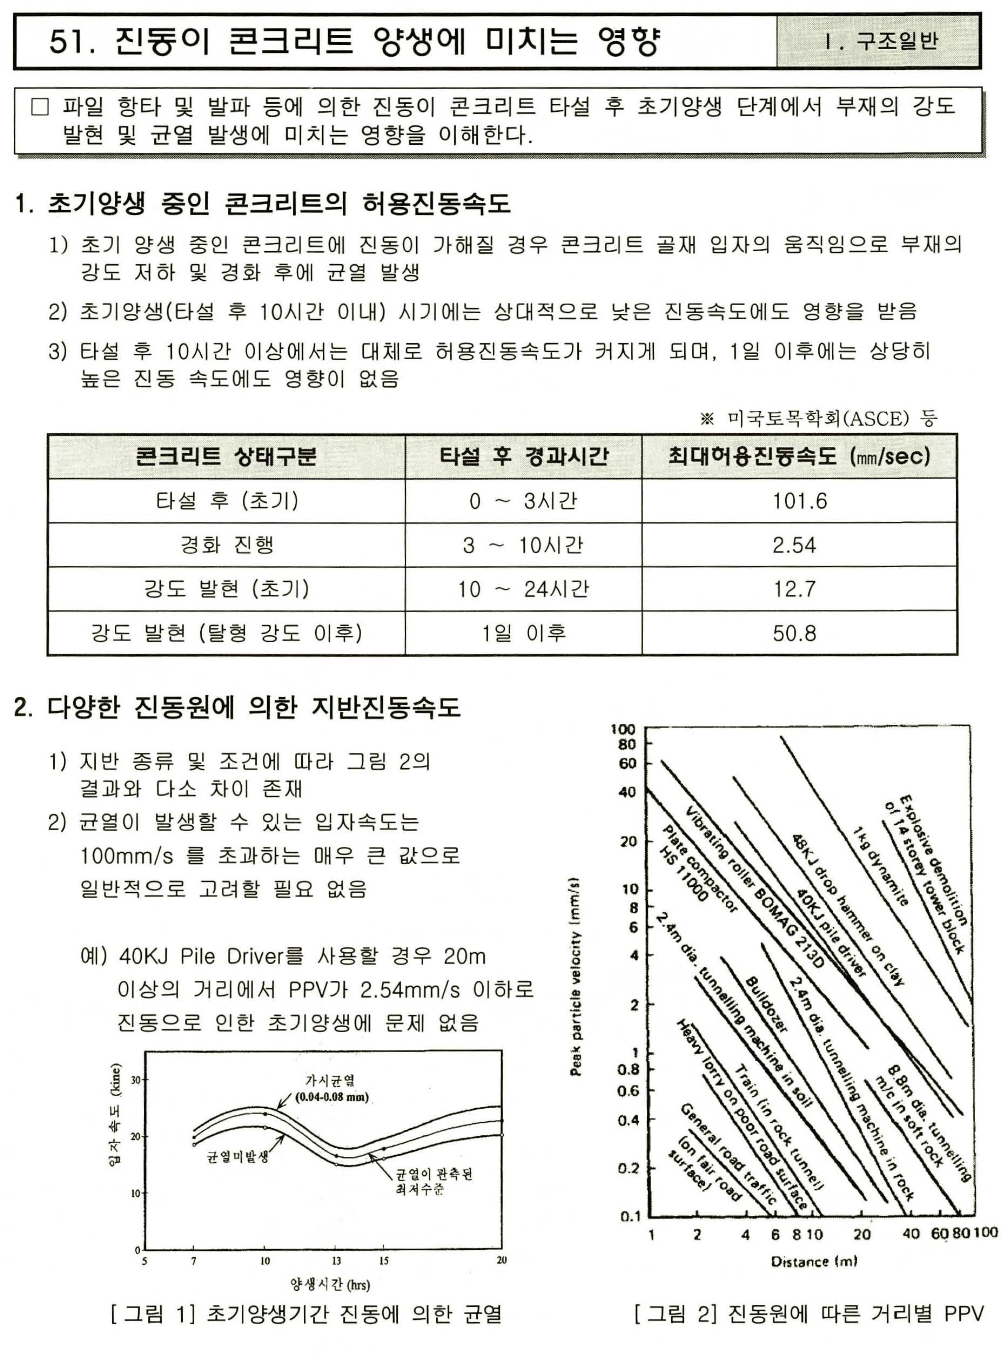 51. 진동이 콘크리트 양생에 미치는 영향
Ⅰ. 구조일반
□ 파일 항타 및 발파 등에 의한 진동이 콘크리트 타설 후 초기양생 단계에서 부재의 강도
발현 및 균열 발생에 미치는 영향을 이해한다.
1. 초기양생 중인 콘크리트의 허용진동속도
1) 초기 양생 중인 콘크리트에 진동이 가해질 경우 콘크리트 골재 입자의 움직임으로 부재의
강도 저하 및 경화 후에 균열 발생
2) 초기양생(타설 후 10시간 이내) 시기에는 상대적으로 낮은 진동속도에도 영향을 받음
3) 타설 후 10시간 이상에서는 대체로 허용진동속도가 커지게 되며, 1일 이후에는 상당히
높은 진동 속도에도 영향이 없음
※ 미국토목학회(ASCE) 등
콘크리트 상태구분 타설 후 경과시간 최대허용진동속도 (㎜/sec)
타설 후 (초기) 0 ~ 3시간 101.6
경화 진행 3 ~ 10시간 2.54
강도 발현 (초기) 10 ~ 24시간 12.7
강도 발현 (탈형 강도 이후) 1일 이후 50.8
2. 다양한 진동원에 의한 지반진동속도
1) 지반 종류 및 조건에 따라 그림 2의
결과와 다소 차이 존재
2) 균열이 발생할 수 있는 입자속도는
100mm/s 를 초과하는 매우 큰 값으로
일반적으로 고려할 필요 없음
예) 40KJ Pile Driver를 사용할 경우 20m
이상의 거리에서 PPV가 2.54mm/s 이하로
진동으로 인한 초기양생에 문제 없음
입자 속도 (kine)
30
20
10
0
가시균열
(0.04-0.08 mm)
균열미발생
균열이 관측된
최저수준
5 7 10 13 15 20
양생시간 (hrs)
[그림 1] 초기양생기간 진동에 의한 균열
Peak particle velocity (mm/s)
100
80
60
40
20
10
8
6
4
2
1
0.8
0.6
0.4
0.2
0.1
Explosive demolition
of 14 storey tower block
1kg dynamite
48KJ drop hammer on clay
40KJ pile driver
Vibrating roller BOMAG 213D
Plate compactor
HS 11000
2.4m dia. tunnelling machine in soil
Bulldozer
2.4m dia. tunnelling machine in rock
8.8m dia. tunnelling
m/c in soft rock
Train (in rock tunnel)
Heavy lorry on poor road surface
General road traffic
(on fair road
surface)
1 2 4 6 8 10 20 40 60 80 100
Distance (m)
[그림 2] 진동원에 따른 거리별 PPV